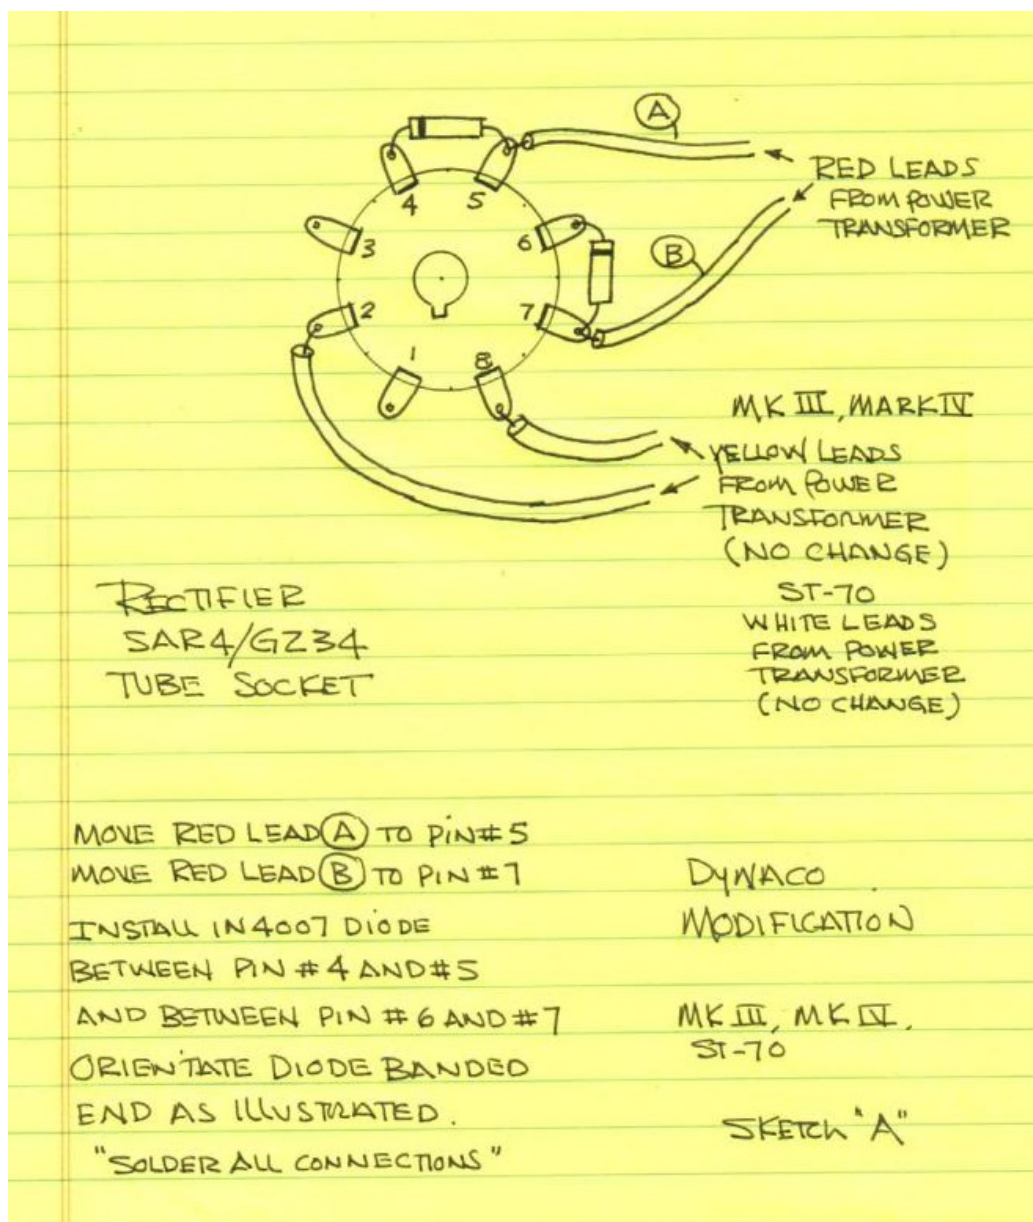 A
RED LEADS
FROM POWER
TRANSFORMER
B
4
5
3
6
2
7
1
8
MK III, MARK IV
YELLOW LEADS
FROM POWER
TRANSFORMER
(NO CHANGE)
ST-70
WHITE LEADS
FROM POWER
TRANSFORMER
(NO CHANGE)
RECTIFIER
5AR4/GZ34
TUBE SOCKET
MOVE RED LEAD A TO PIN #5
MOVE RED LEAD B TO PIN #7
INSTALL IN4007 DIODE
BETWEEN PIN #4 AND #5
AND BETWEEN PIN #6 AND #7
ORIENTATE DIODE BANDED
END AS ILLUSTRATED.
"SOLDER ALL CONNECTIONS"
DYNACO
MODIFICATION
MK III, MK IV,
ST-70
SKETCH "A"